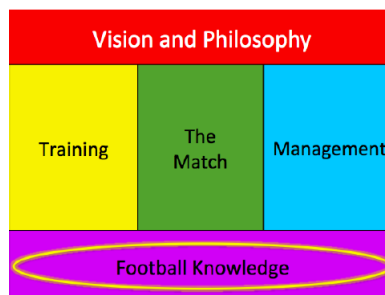 Vision and Philosophy
Training
The
Match
Management
Football Knowledge